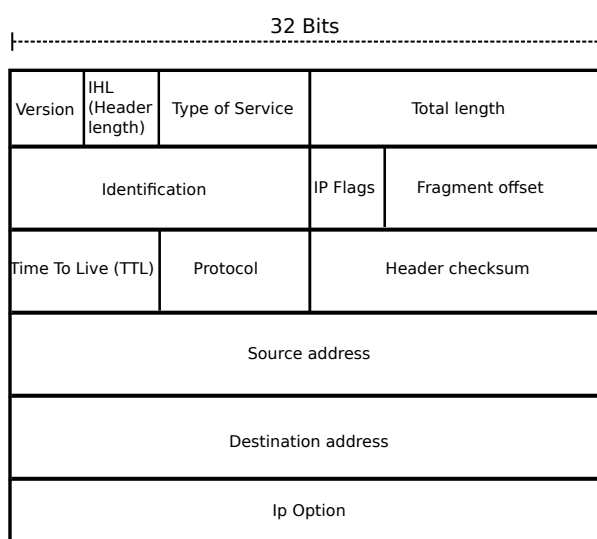 32 Bits
Version
IHL
(Header
length)
Type of Service
Total length
Identification
IP Flags
Fragment offset
Time To Live (TTL)
Protocol
Header checksum
Source address
Destination address
Ip Option